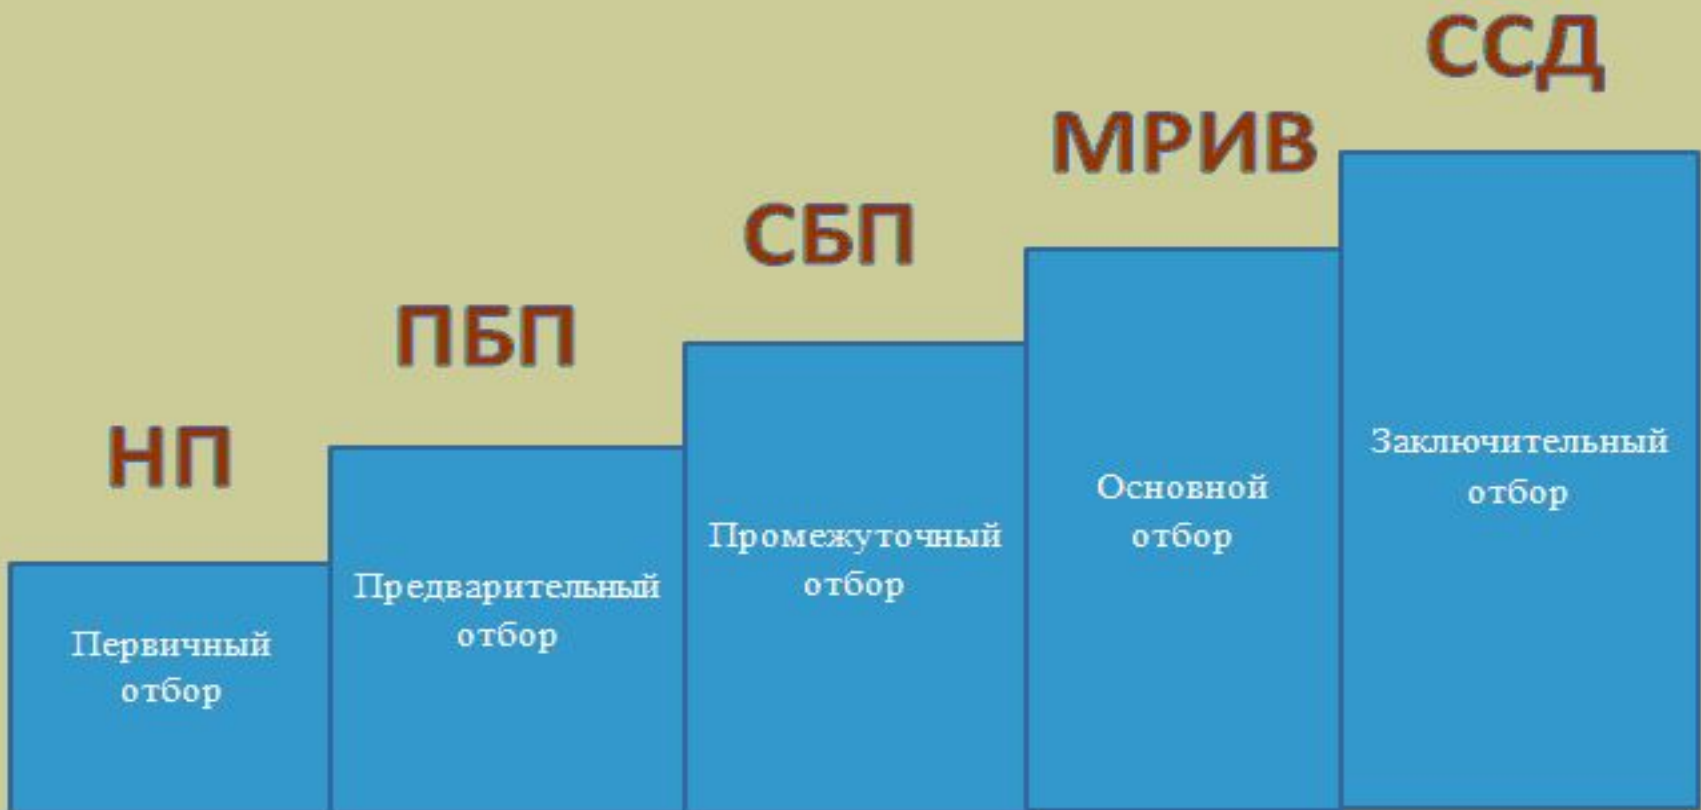 НП
Первичный
отбор
ПБП
Предварительный
отбор
СБП
Промежуточный
отбор
МРИВ
Основной
отбор
ССД
Заключительный
отбор